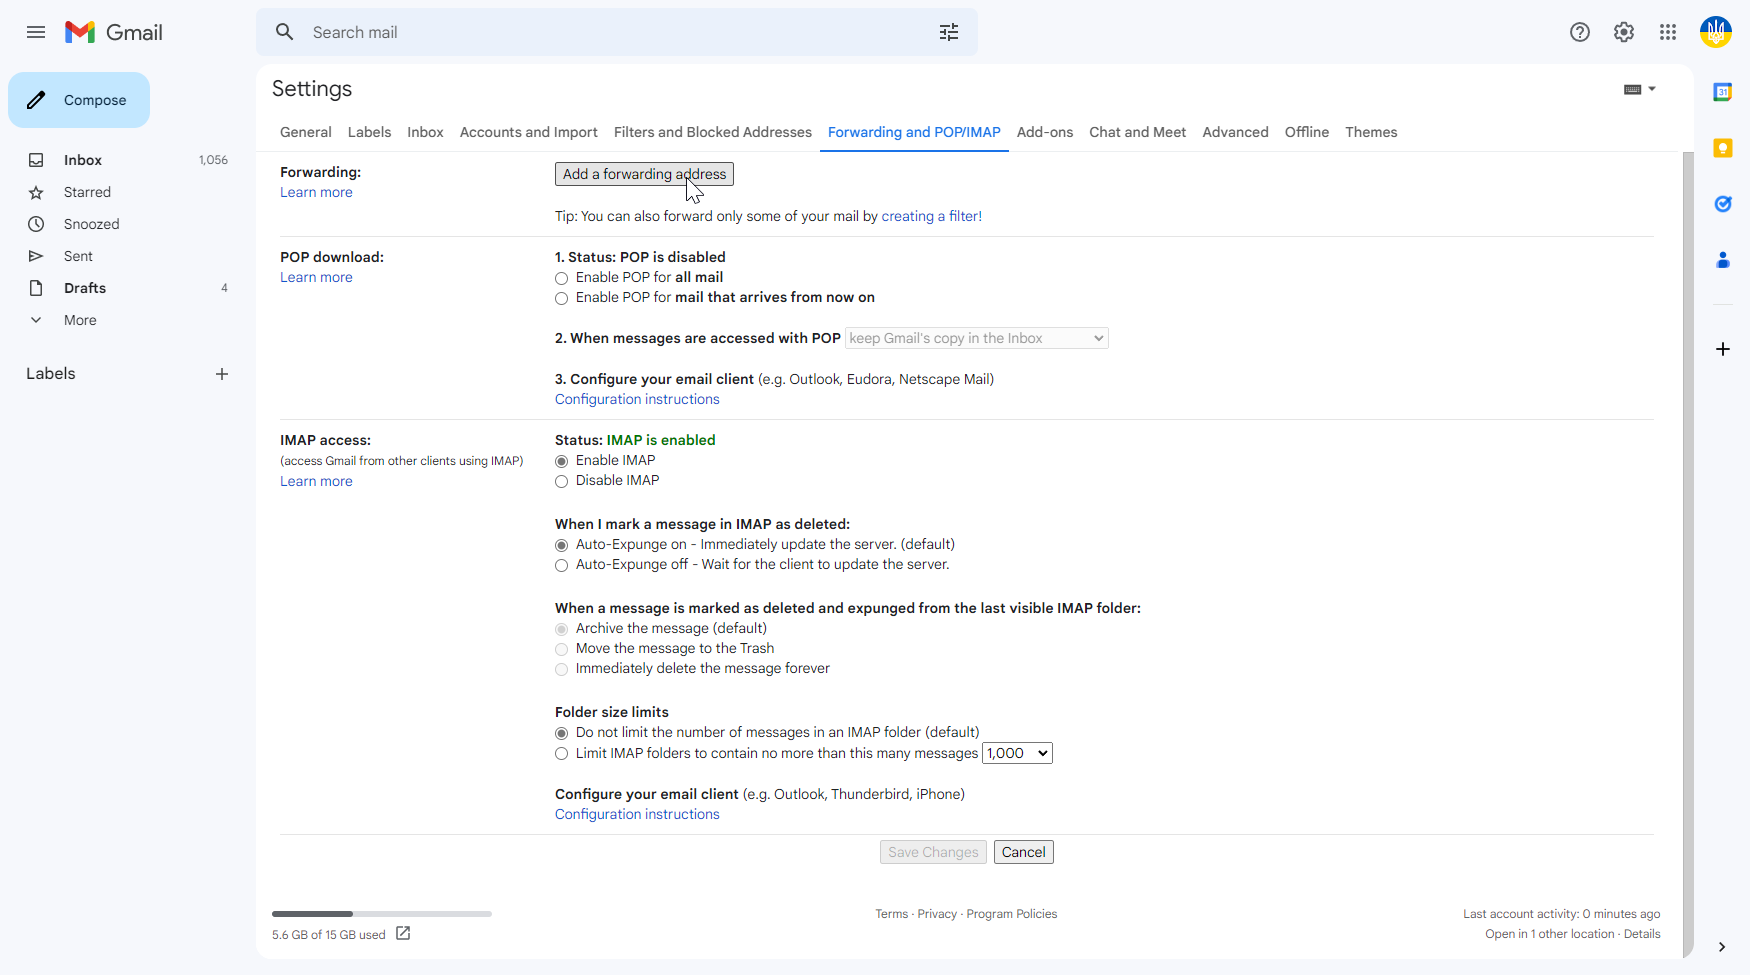 Gmail
Search mail
Compose
Inbox 1,056
Starred
Snoozed
Sent
Drafts 4
More
Labels
Settings
General Labels Inbox Accounts and Import Filters and Blocked Addresses Forwarding and POP/IMAP Add-ons Chat and Meet Advanced Offline Themes
Forwarding:
Learn more
Add a forwarding address
Tip: You can also forward only some of your mail by creating a filter!
POP download:
Learn more
1. Status: POP is disabled
Enable POP for all mail
Enable POP for mail that arrives from now on
2. When messages are accessed with POP keep Gmail's copy in the Inbox
3. Configure your email client (e.g. Outlook, Eudora, Netscape Mail)
Configuration instructions
IMAP access:
(access Gmail from other clients using IMAP)
Learn more
Status: IMAP is enabled
Enable IMAP
Disable IMAP
When I mark a message in IMAP as deleted:
Auto-Expunge on - Immediately update the server. (default)
Auto-Expunge off - Wait for the client to update the server.
When a message is marked as deleted and expunged from the last visible IMAP folder:
Archive the message (default)
Move the message to the Trash
Immediately delete the message forever
Folder size limits
Do not limit the number of messages in an IMAP folder (default)
Limit IMAP folders to contain no more than this many messages 1,000
Configure your email client (e.g. Outlook, Thunderbird, iPhone)
Configuration instructions
Save Changes Cancel
5.6 GB of 15 GB used
Terms · Privacy · Program Policies
Last account activity: 0 minutes ago
Open in 1 other location · Details
31